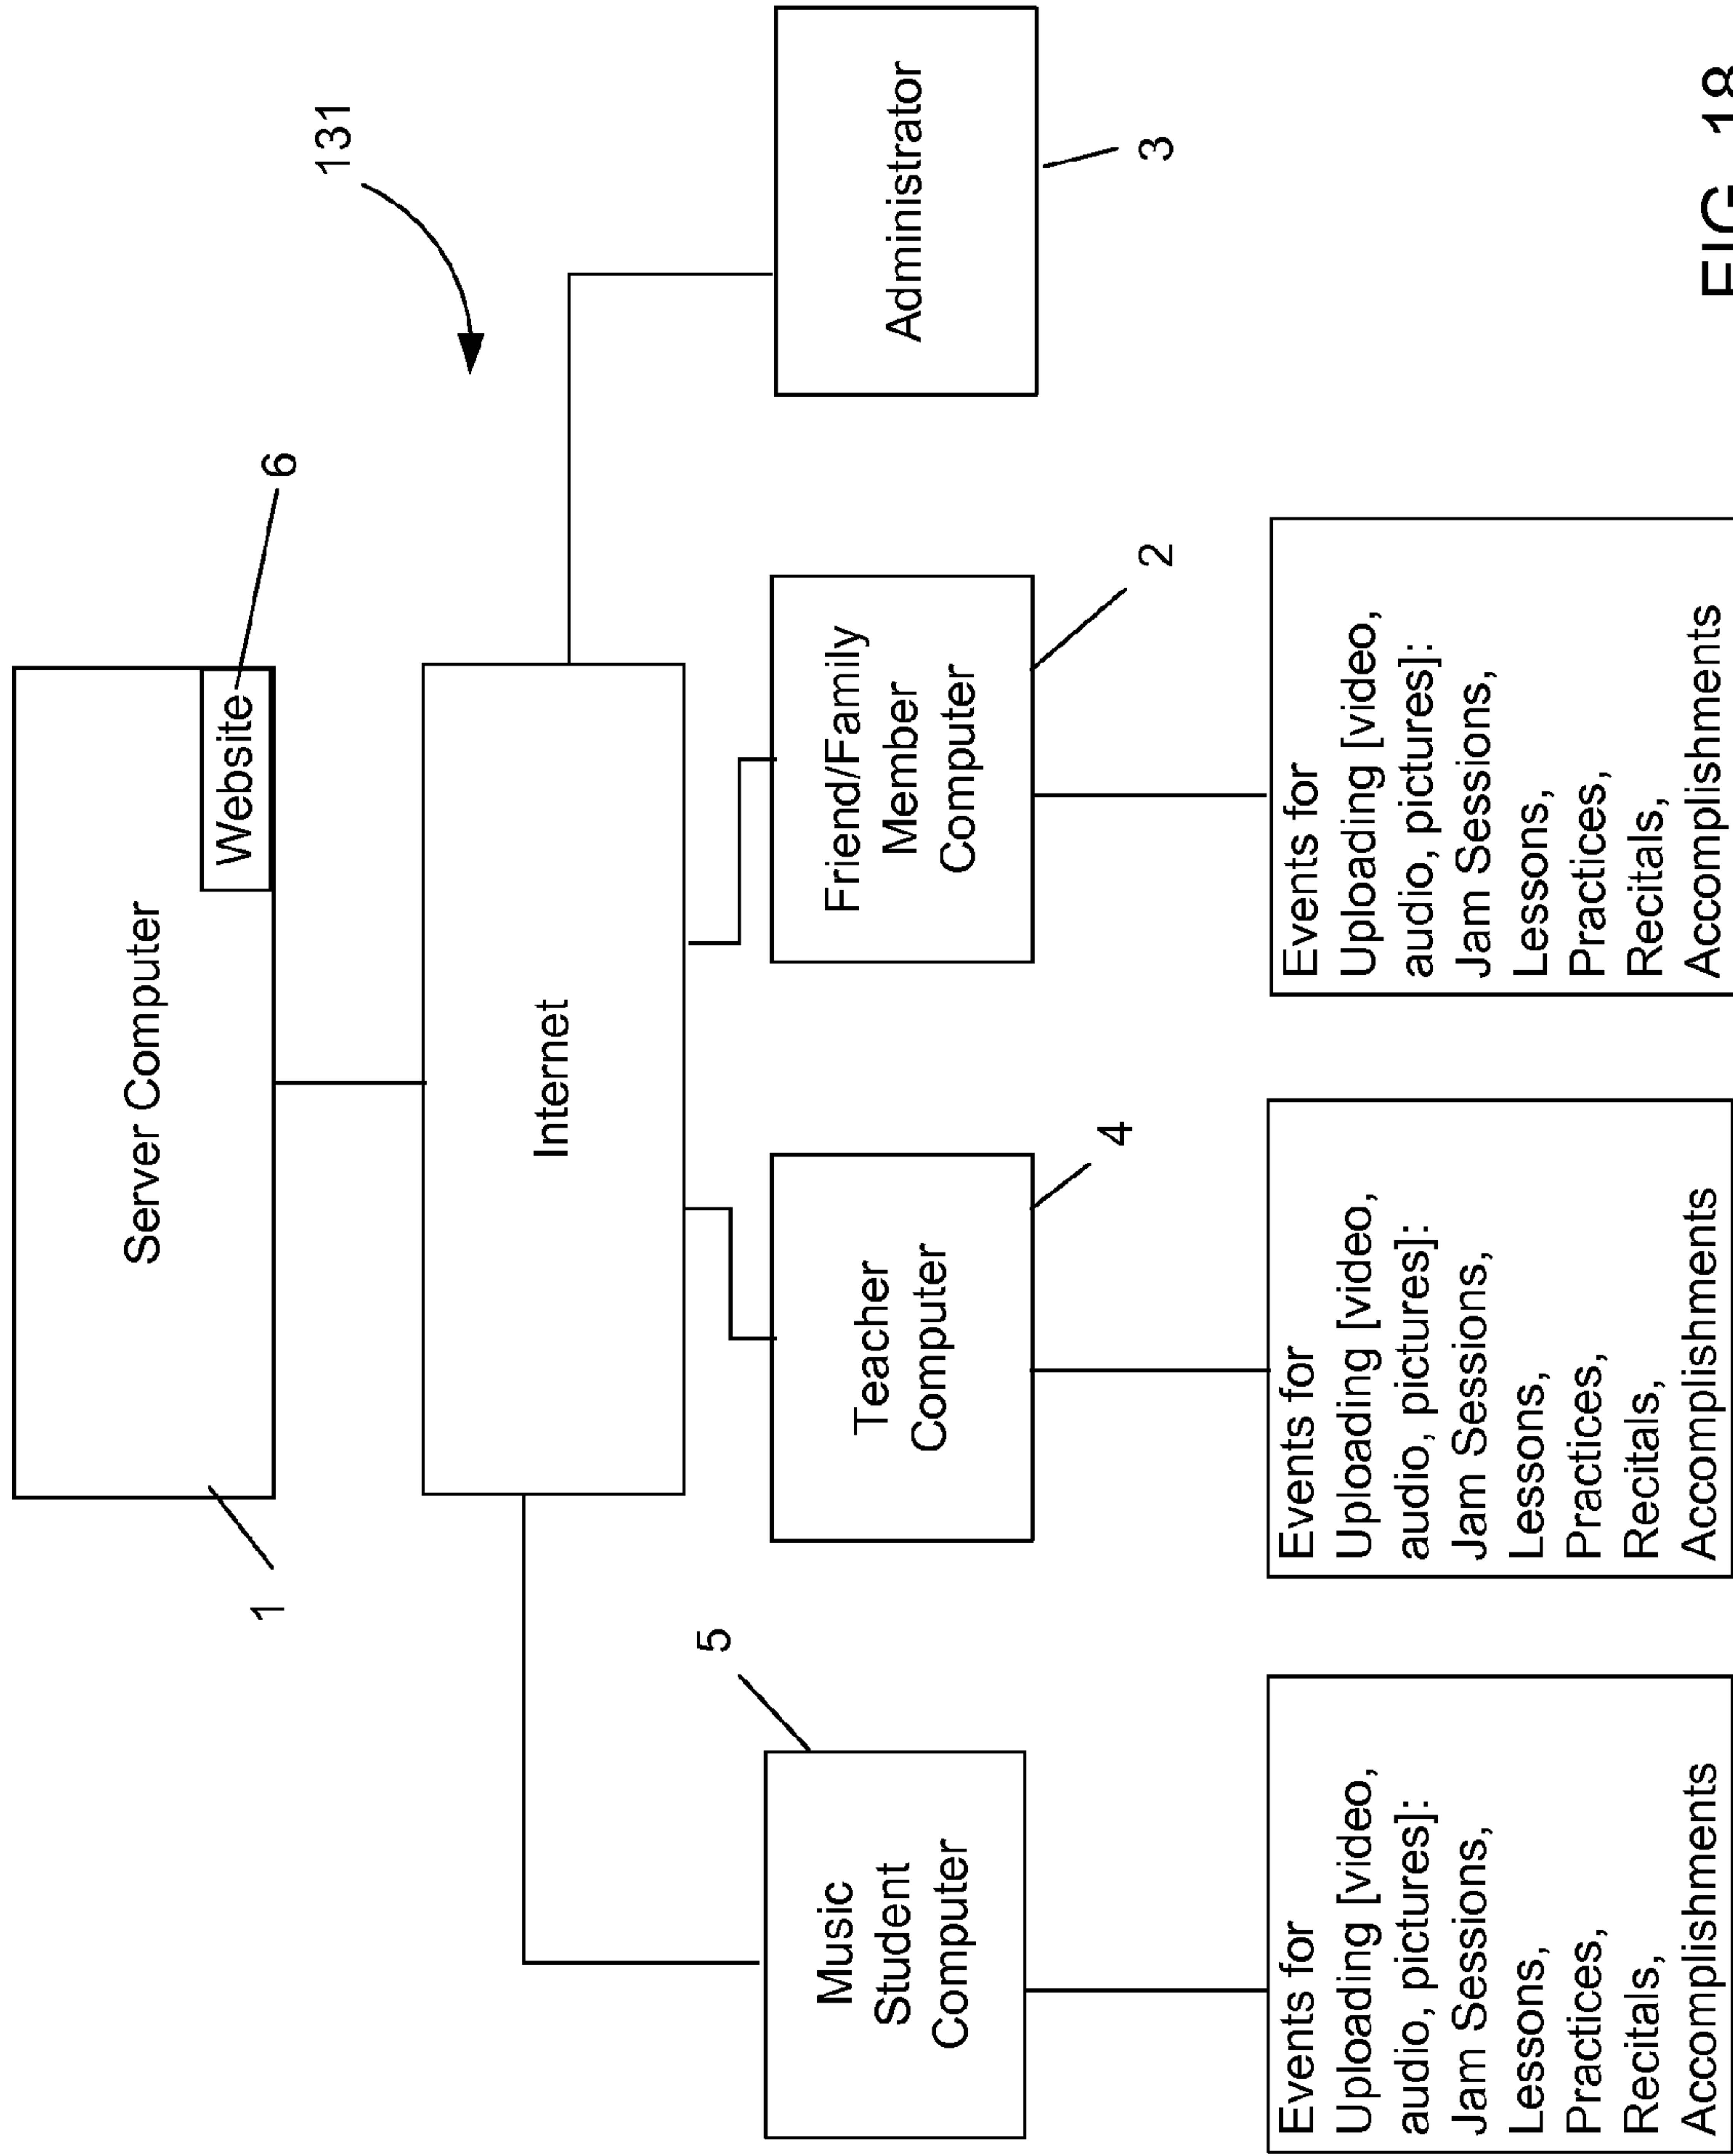 Server Computer
Website
6
1
131
Internet
5
Music
Student
Computer
Teacher
Computer
4
Friend/Family
Member
Computer
2
Administrator
3
Events for
Uploading [video,
audio, pictures]:
Jam Sessions,
Lessons,
Practices,
Recitals,
Accomplishments
Events for
Uploading [video,
audio, pictures]:
Jam Sessions,
Lessons,
Practices,
Recitals,
Accomplishments
Events for
Uploading [video,
audio, pictures]:
Jam Sessions,
Lessons,
Practices,
Recitals,
Accomplishments
FIG. 18